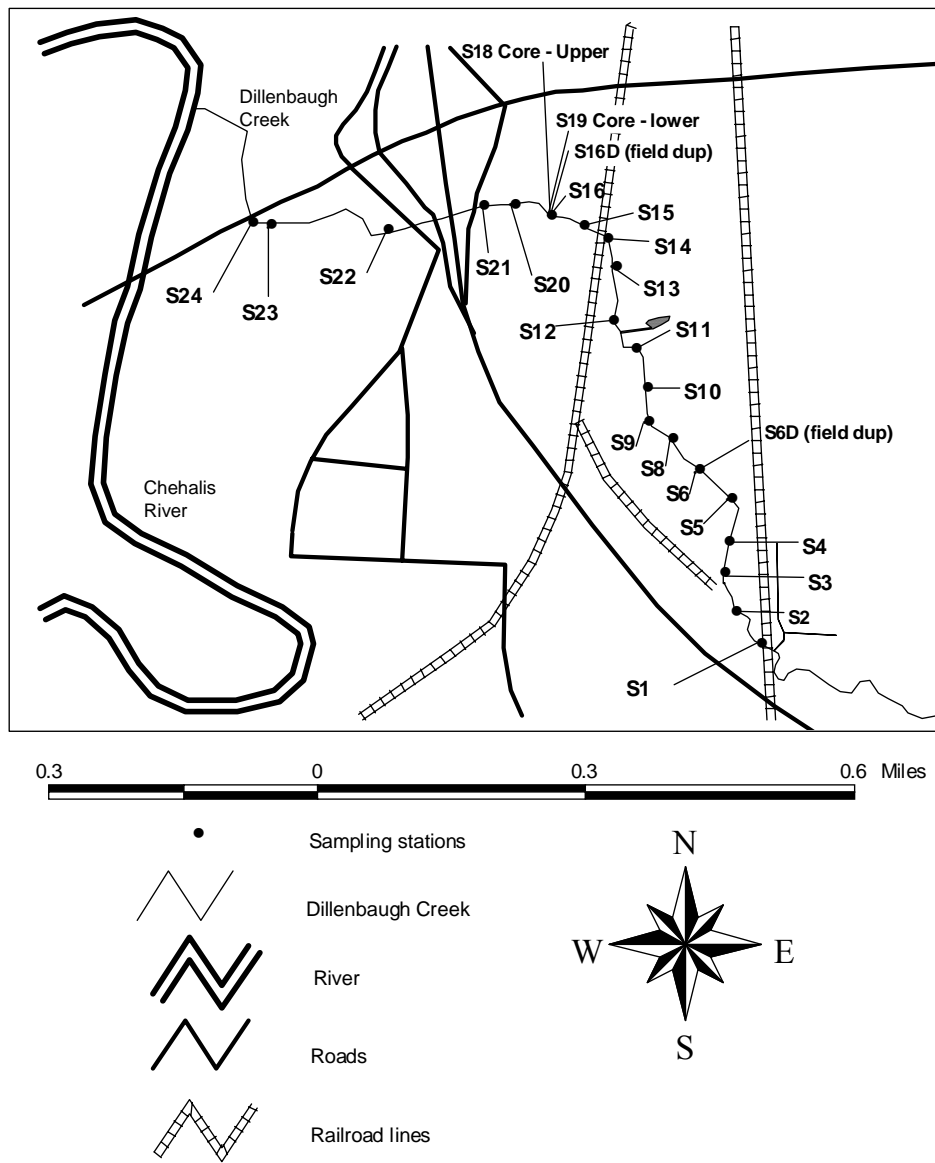 S18 Core - Upper
Dillenbaugh
Creek
S19 Core - lower
S16D (field dup)
S16
S15
S14
S21
S22
S20
S13
S24
S23
S12
S11
S10
S6D (field dup)
S9
S8
S6
Chehalis
River
S5
S4
S3
S2
S1
0.3 0 0.3 0.6 Miles
Sampling stations
Dillenbaugh Creek
River
Roads
Railroad lines
N
W E
S